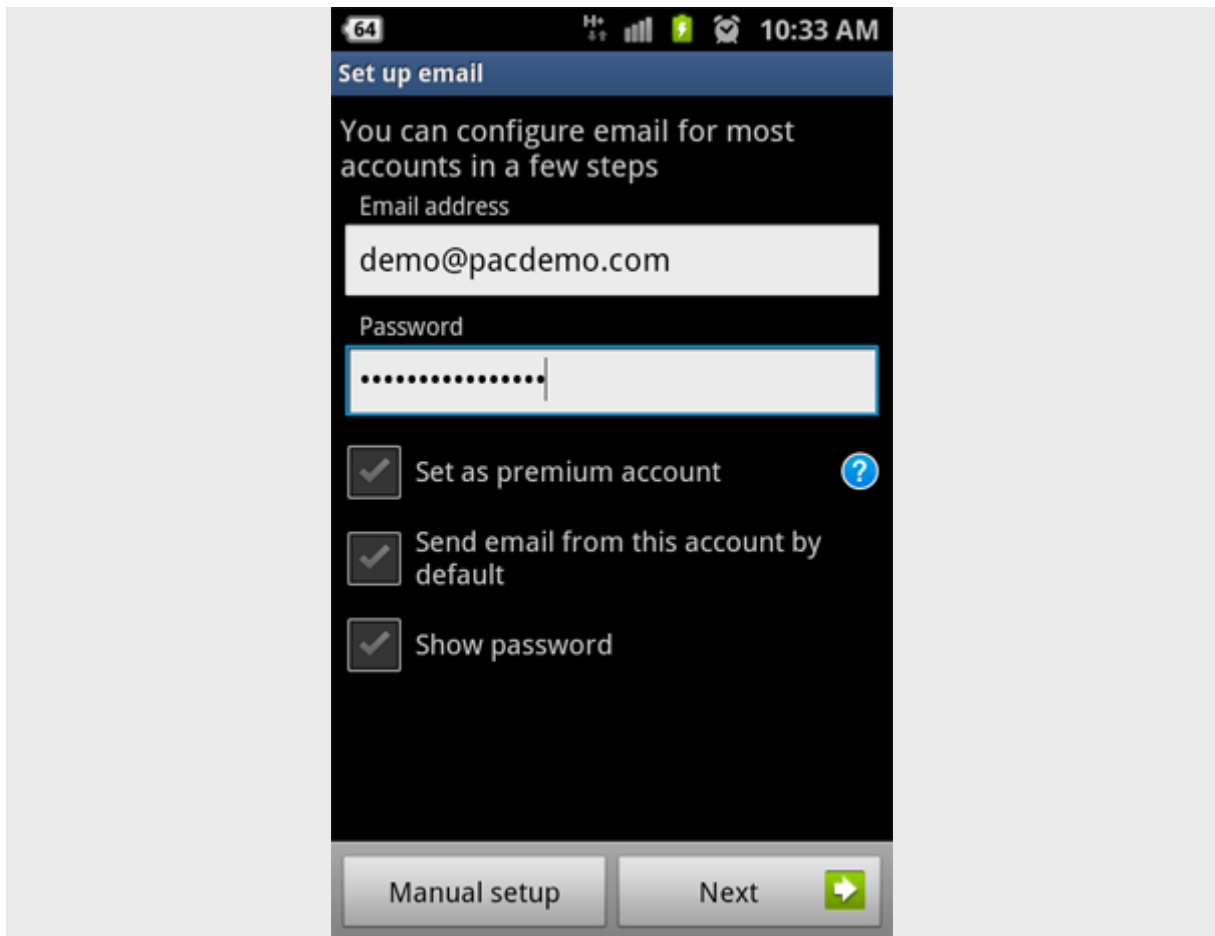 64 H+ 10:33 AM
Set up email
You can configure email for most
accounts in a few steps
Email address
demo@pacdemo.com
Password
••••••••••••••••
Set as premium account ?
Send email from this account by
default
Show password
Manual setup Next